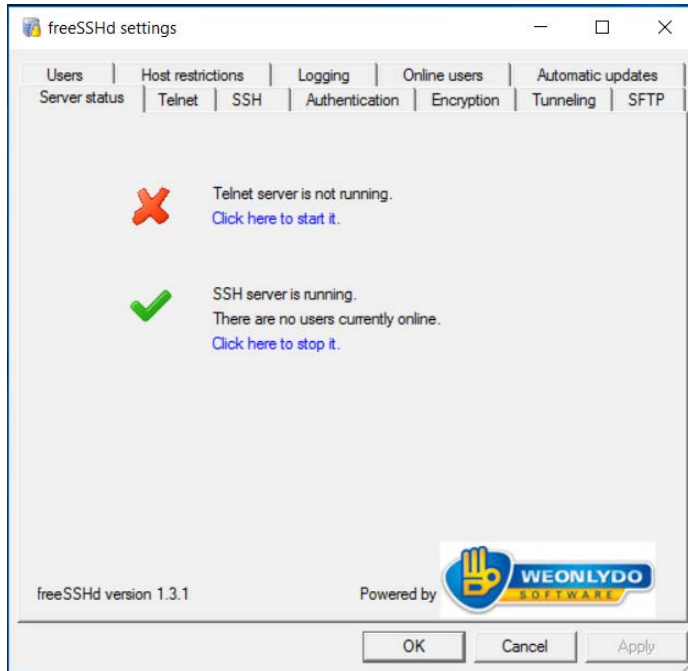 freeSSHd settings
Users Host restrictions Logging Online users Automatic updates
Server status Telnet SSH Authentication Encryption Tunneling SFTP
Telnet server is not running.
Click here to start it.
SSH server is running.
There are no users currently online.
Click here to stop it.
freeSSHd version 1.3.1 Powered by WEONLYDO
SOFTWARE
OK Cancel Apply